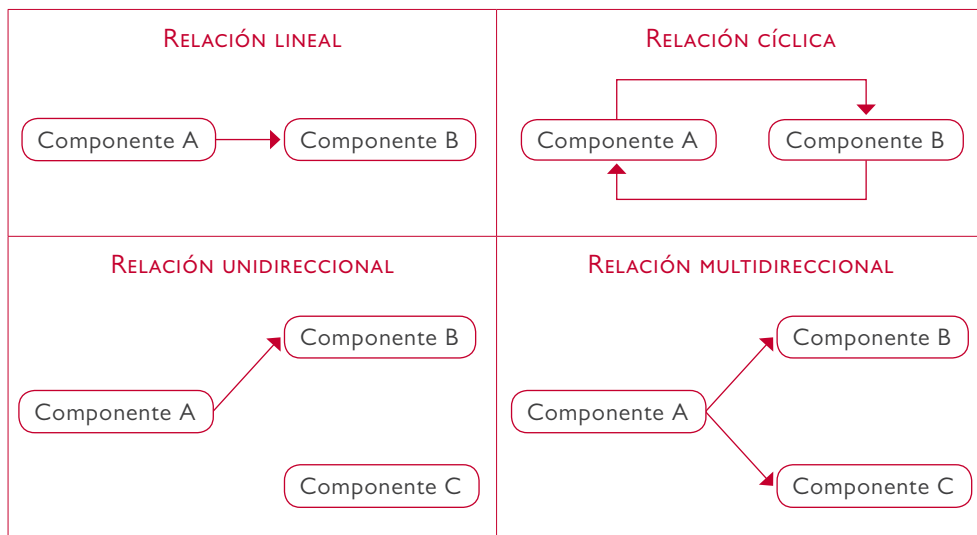 RELACIÓN LINEAL
Componente A
Componente B
RELACIÓN CÍCLICA
Componente A
Componente B
RELACIÓN UNIDIRECCIONAL
Componente B
Componente A
Componente C
RELACIÓN MULTIDIRECCIONAL
Componente B
Componente A
Componente C